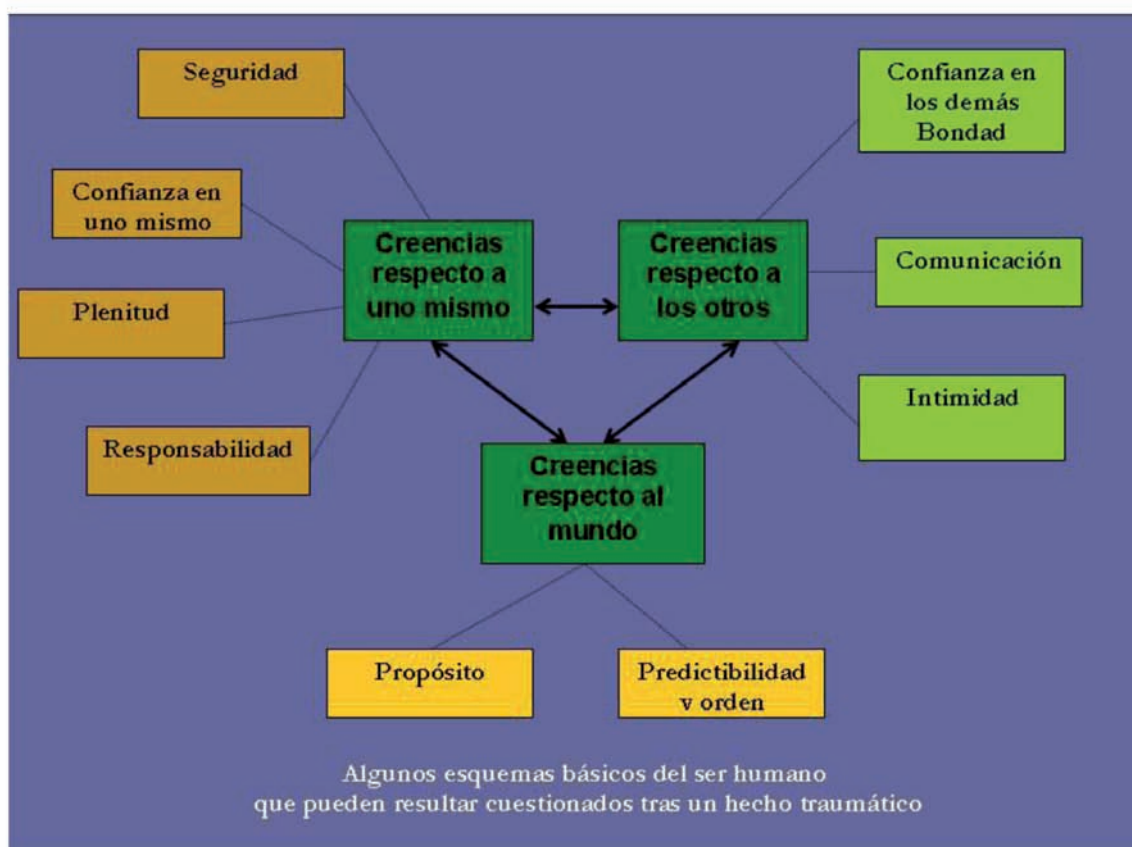 Seguridad
Confianza en
uno mismo
Plenitud
Responsabilidad
Creencias
respecto a
uno mismo
Creencias
respecto a
los otros
Confianza en
los demás
Bondad
Comunicación
Intimidad
Creencias
respecto al
mundo
Propósito
Predictibilidad
y orden
Algunos esquemas básicos del ser humano
que pueden resultar cuestionados tras un hecho traumático